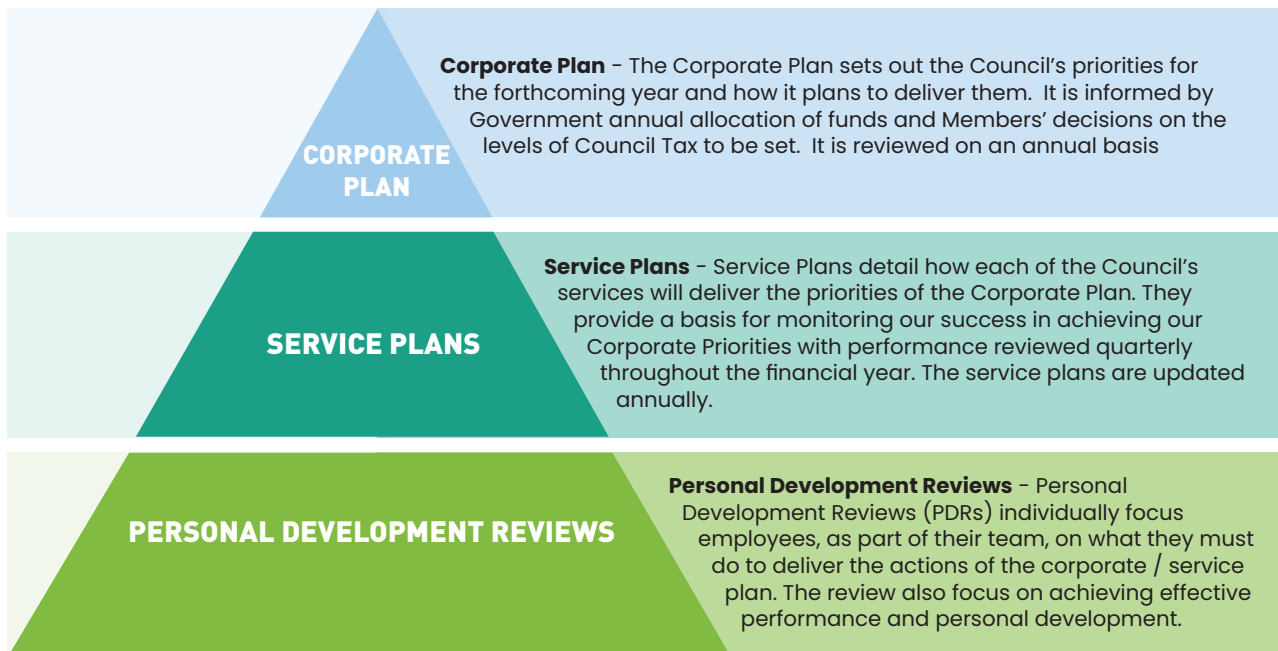 CORPORATE
PLAN
Corporate Plan - The Corporate Plan sets out the Council's priorities for
the forthcoming year and how it plans to deliver them.  It is informed by
Government annual allocation of funds and Members' decisions on the
levels of Council Tax to be set.  It is reviewed on an annual basis
SERVICE PLANS
Service Plans - Service Plans detail how each of the Council's
services will deliver the priorities of the Corporate Plan. They
provide a basis for monitoring our success in achieving our
Corporate Priorities with performance reviewed quarterly
throughout the financial year. The service plans are updated
annually.
PERSONAL DEVELOPMENT REVIEWS
Personal Development Reviews - Personal
Development Reviews (PDRs) individually focus
employees, as part of their team, on what they must
do to deliver the actions of the corporate / service
plan. The review also focus on achieving effective
performance and personal development.